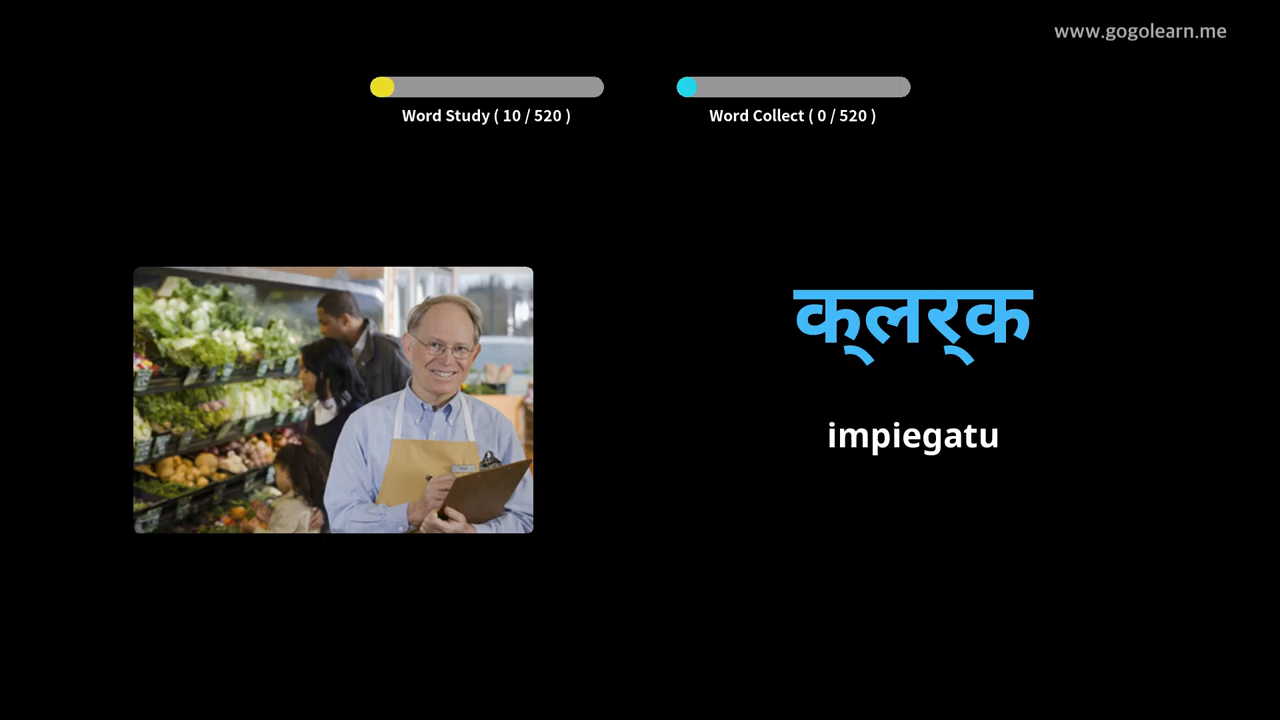 www.gogolearn.me
Word Study ( 10 / 520 )
Word Collect ( 0 / 520 )
क्‌लर्‌क
impiegatu